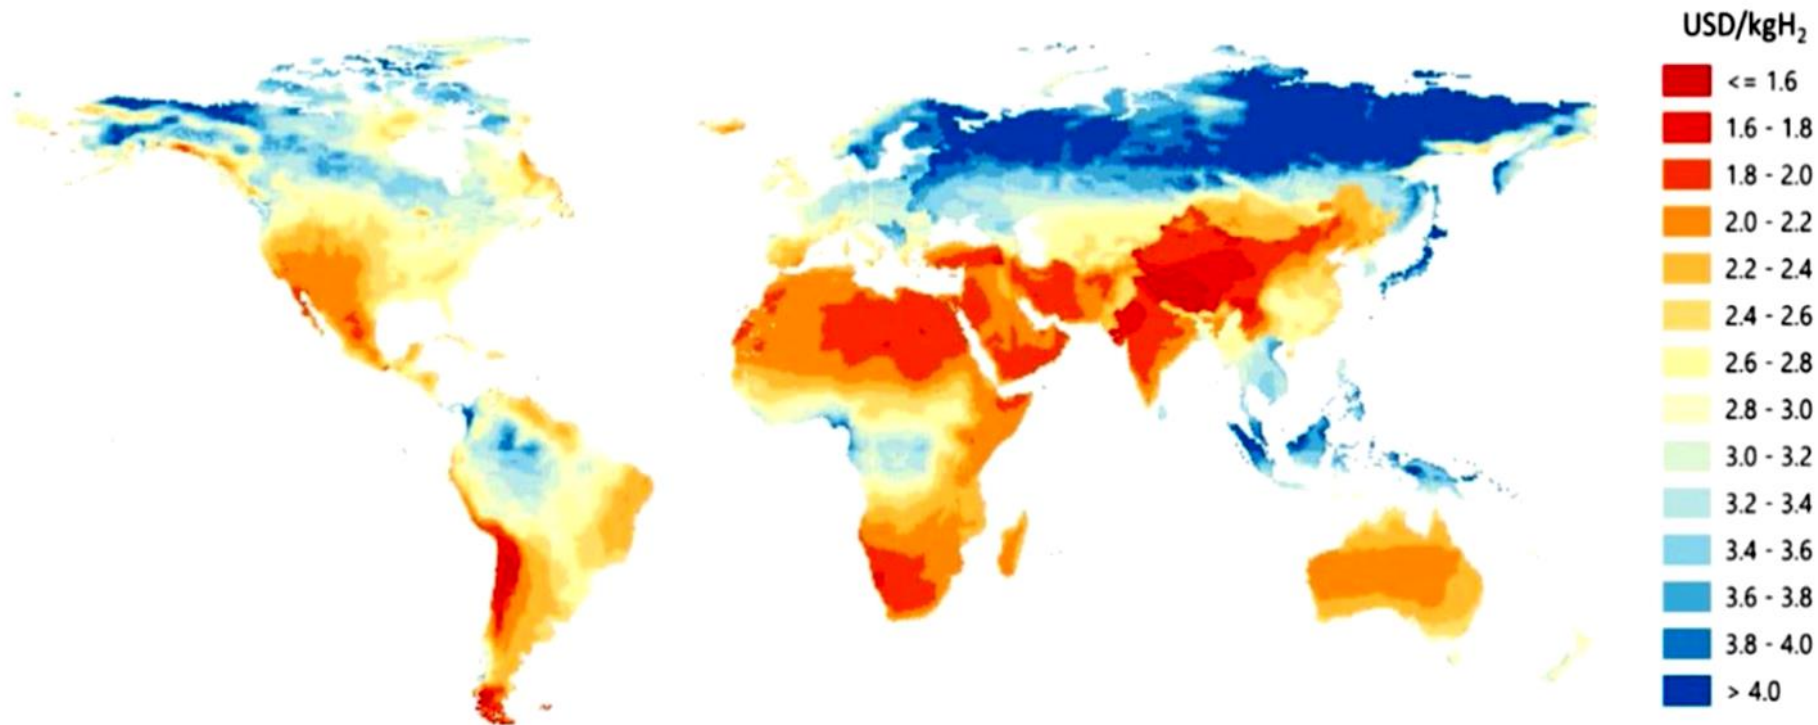 USD/kgH₂
<= 1.6
1.6 - 1.8
1.8 - 2.0
2.0 - 2.2
2.2 - 2.4
2.4 - 2.6
2.6 - 2.8
2.8 - 3.0
3.0 - 3.2
3.2 - 3.4
3.4 - 3.6
3.6 - 3.8
3.8 - 4.0
> 4.0